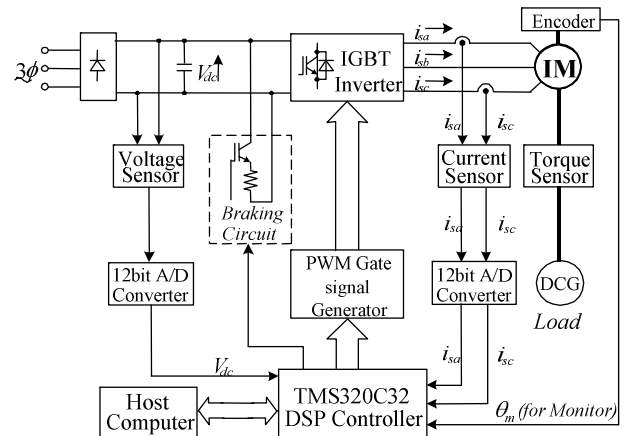 Encoder
i_sa
i_sb
i_sc
3ϕ
V_dc
IGBT
Inverter
IM
i_sa
i_sc
Voltage
Sensor
Current
Sensor
Torque
Sensor
Braking
Circuit
i_sa
i_sc
12bit A/D
Converter
PWM Gate
signal
Generator
12bit A/D
Converter
DCG
Load
V_dc
i_sa
i_sc
Host
Computer
TMS320C32
DSP Controller
θ_m (for Monitor)